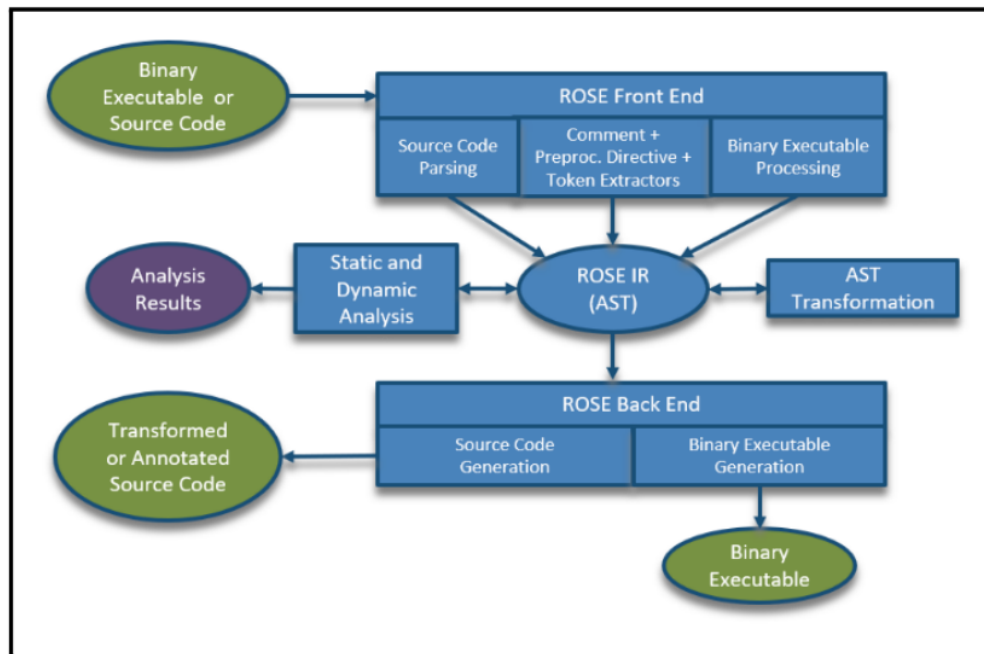 Binary
Executable or
Source Code
ROSE Front End
Source Code
Parsing
Comment +
Preproc. Directive +
Token Extractors
Binary Executable
Processing
Analysis
Results
Static and
Dynamic
Analysis
ROSE IR
(AST)
AST
Transformation
ROSE Back End
Transformed
or Annotated
Source Code
Source Code
Generation
Binary Executable
Generation
Binary
Executable